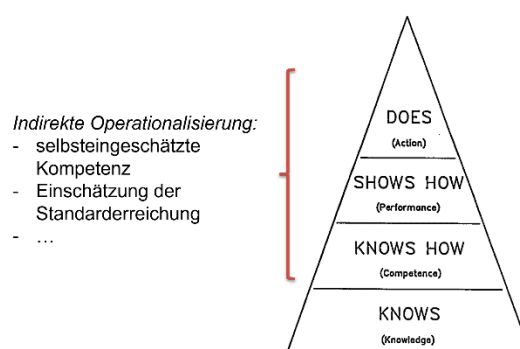 Indirekte Operationalisierung:
- selbsteingeschätzte
Kompetenz
- Einschätzung der
Standarderreichung
- ...
DOES
(Action)
SHOWS HOW
(Performance)
KNOWS HOW
(Competence)
KNOWS
(Knowledge)